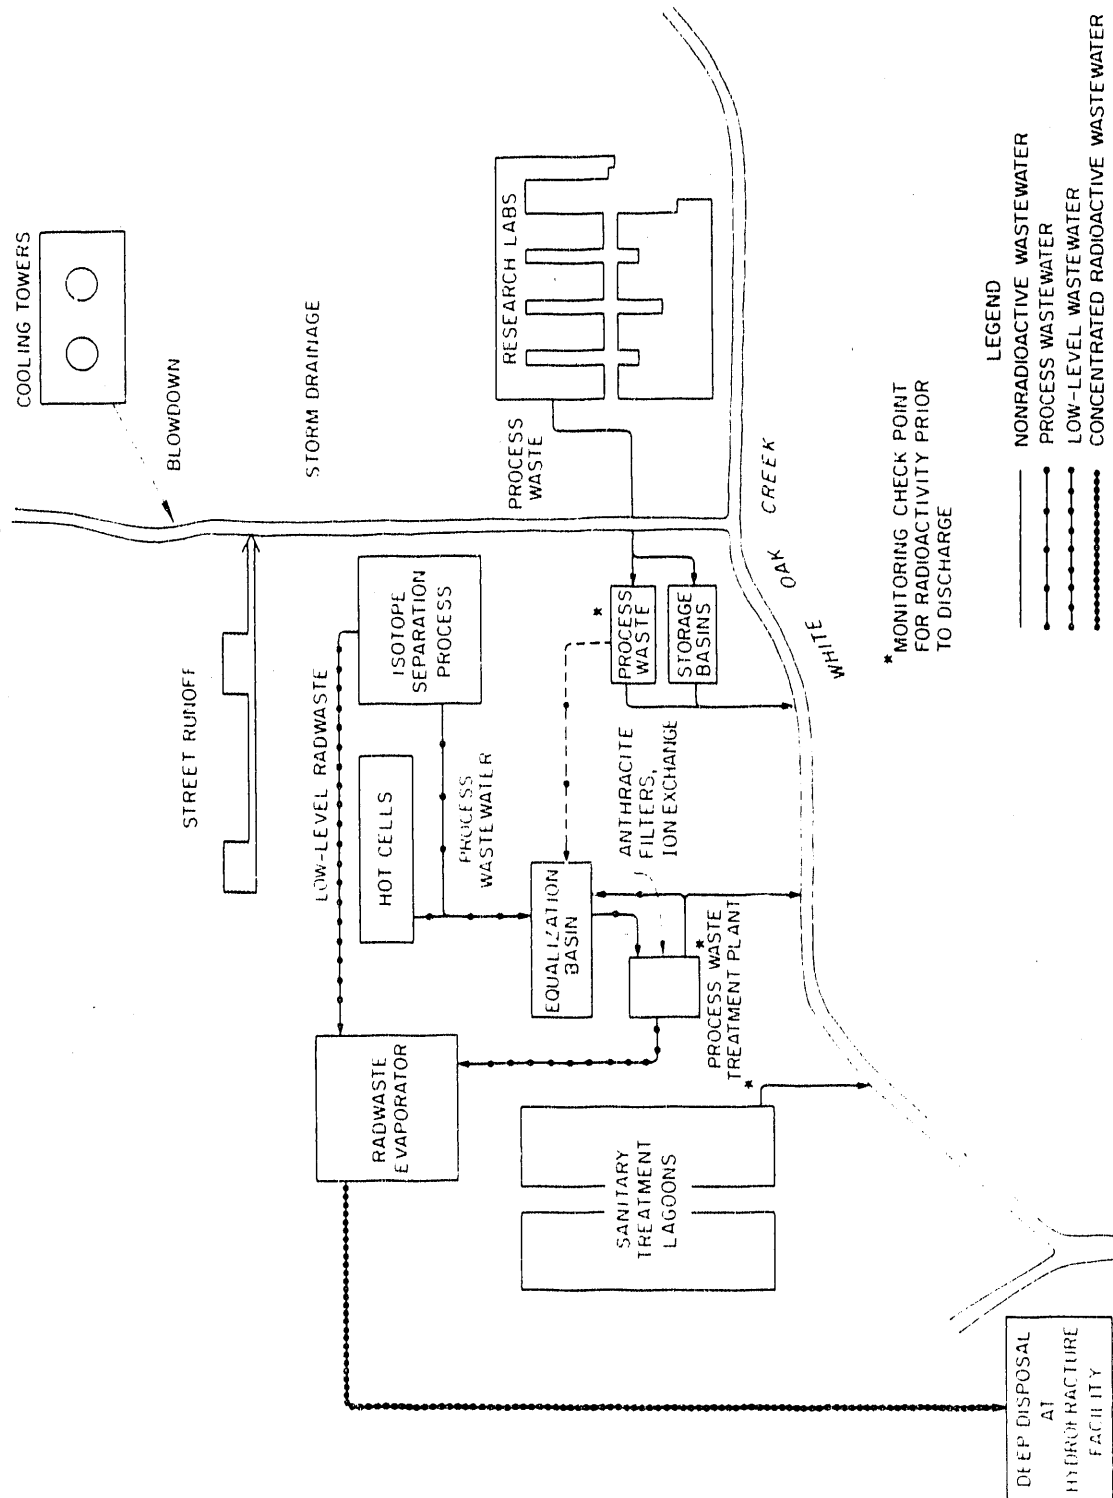 COOLING TOWERS
BLOWDOWN
STORM DRAINAGE
STREET RUNOFF
RESEARCH LABS
PROCESS
WASTE
LOW-LEVEL RADWASTE
ISOTOPE
SEPARATION
PROCESS
HOT CELLS
PROCESS
WASTEWATER
*
PROCESS
WASTE
STORAGE
BASINS
ANTHRACITE
FILTERS,
ION EXCHANGE
EQUALIZATION
BASIN
*
PROCESS WASTE
TREATMENT PLANT
RADWASTE
EVAPORATOR
*
SANITARY
TREATMENT
LAGOONS
WHITE OAK CREEK
DEEP DISPOSAL
AT
HYDROFRACTURE
FACILITY
*MONITORING CHECK POINT
FOR RADIOACTIVITY PRIOR
TO DISCHARGE
LEGEND
NONRADIOACTIVE WASTEWATER
PROCESS WASTEWATER
LOW-LEVEL WASTEWATER
CONCENTRATED RADIOACTIVE WASTEWATER